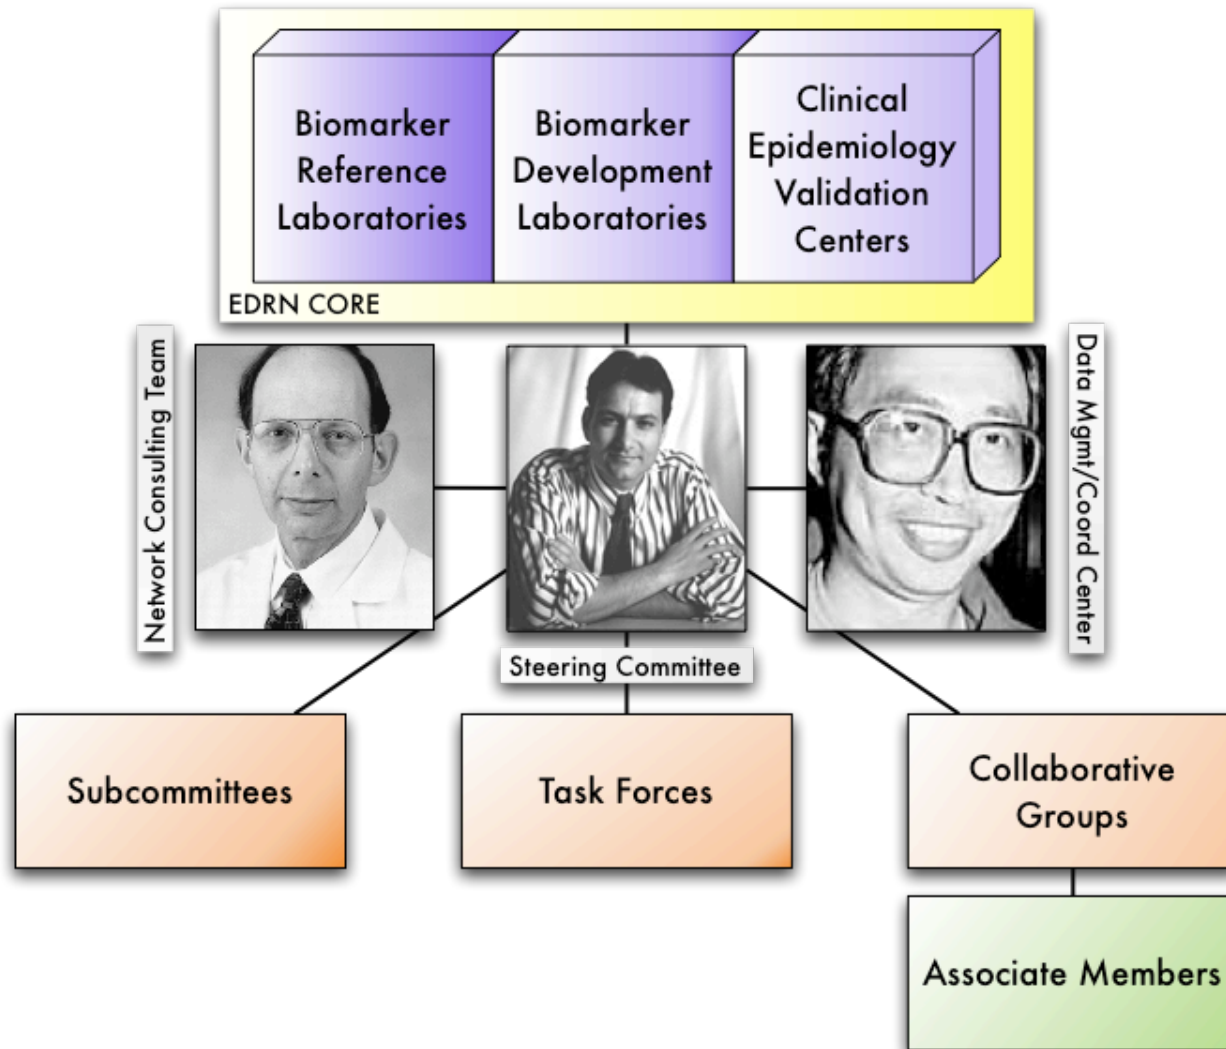 Biomarker
Reference
Laboratories
Biomarker
Development
Laboratories
Clinical
Epidemiology
Validation
Centers
EDRN CORE
Network Consulting Team
Data Mgmt/Coord Center
Steering Committee
Subcommittees
Task Forces
Collaborative
Groups
Associate Members